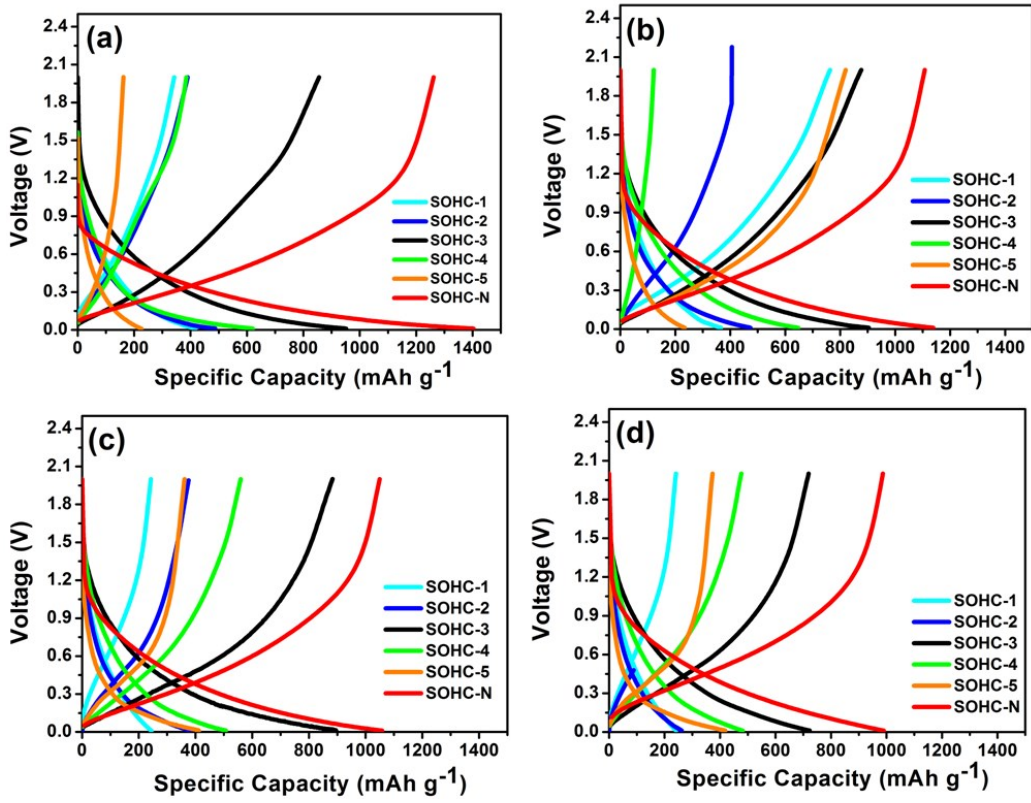 (a)
2.4
2.1
1.8
1.5
1.2
0.9
0.6
0.3
0.0
Voltage (V)
SOHC-1
SOHC-2
SOHC-3
SOHC-4
SOHC-5
SOHC-N
0 200 400 600 800 1000 1200 1400
Specific Capacity (mAh g-1
(b)
2.4
2.1
1.8
1.5
1.2
0.9
0.6
0.3
0.0
Voltage (V)
SOHC-1
SOHC-2
SOHC-3
SOHC-4
SOHC-5
SOHC-N
0 200 400 600 800 1000 1200 1400
Specific Capacity (mAh g-1)
(c)
2.4
2.1
1.8
1.5
1.2
0.9
0.6
0.3
0.0
Voltage (V)
SOHC-1
SOHC-2
SOHC-3
SOHC-4
SOHC-5
SOHC-N
0 200 400 600 800 1000 1200 1400
Specific Capacity (mAh g-1)
(d)
2.4
2.1
1.8
1.5
1.2
0.9
0.6
0.3
0.0
Voltage (V)
SOHC-1
SOHC-2
SOHC-3
SOHC-4
SOHC-5
SOHC-N
0 200 400 600 800 1000 1200 1400
Specific Capacity (mAh g-1)